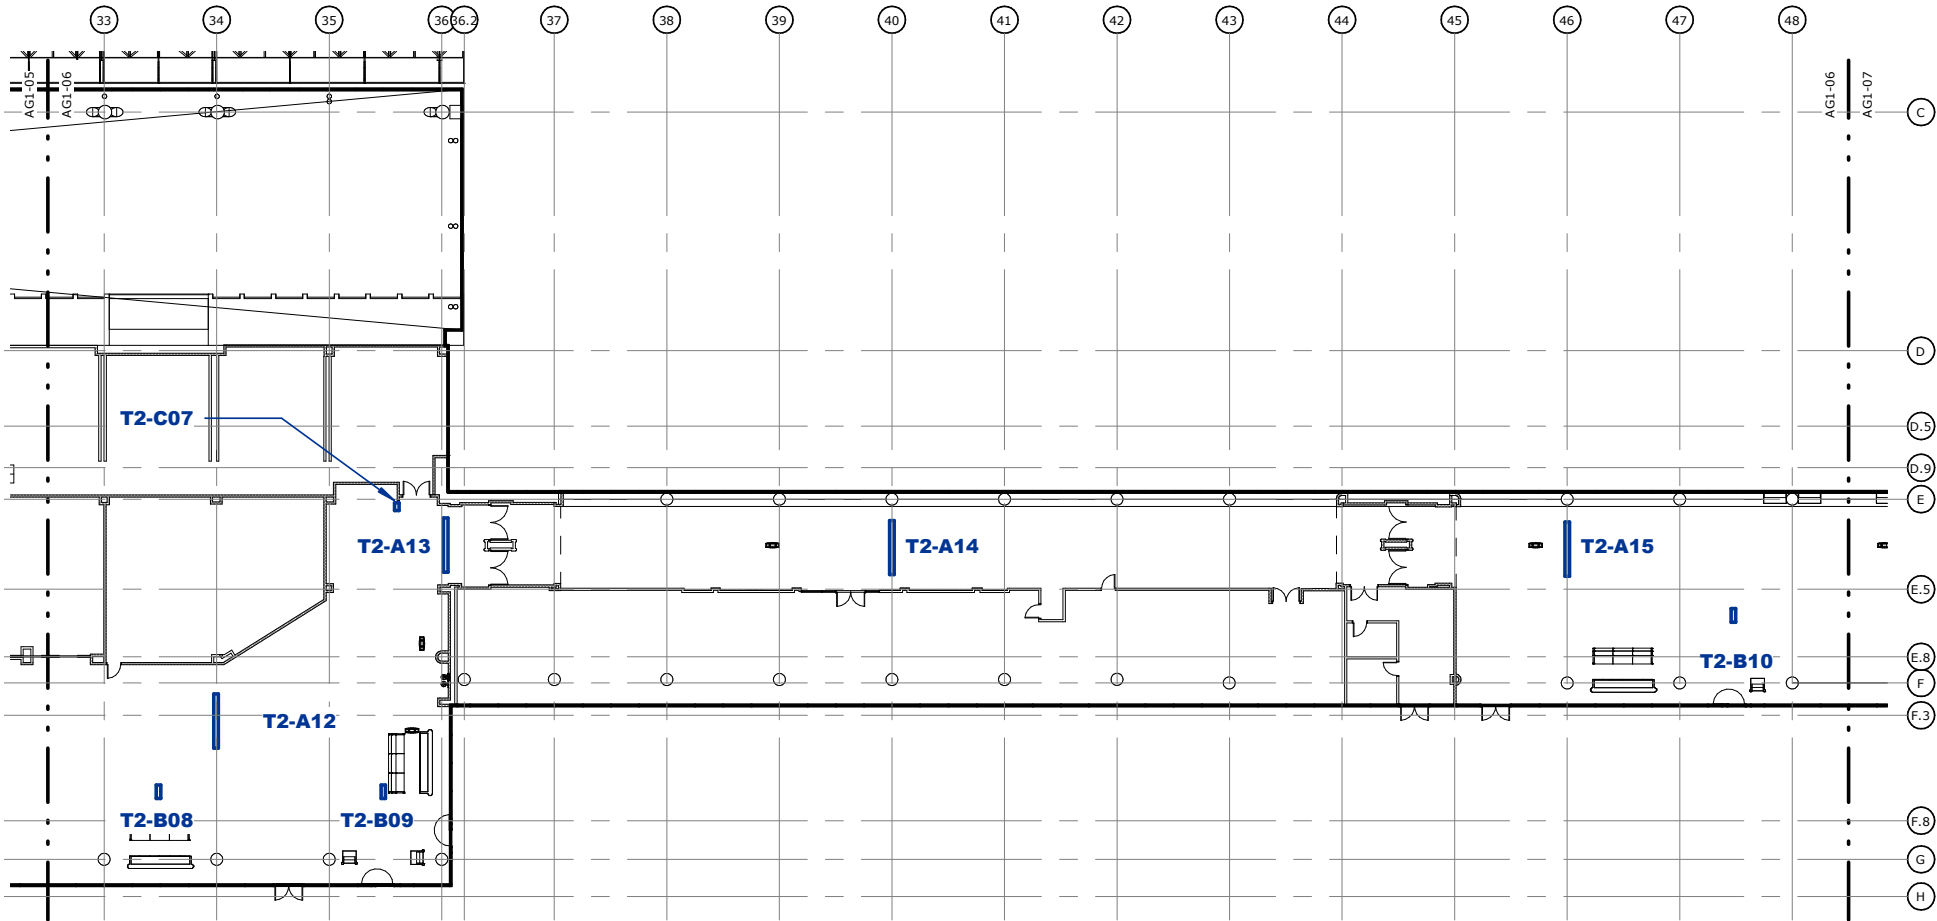 33 34 35 36 36.2 37 38 39 40 41 42 43 44 45 46 47 48
AG1-05
AG1-06
AG1-06
AG1-07
C
D
T2-C07
D.5
D.9
E
T2-A13
T2-A14
T2-A15
E.5
E.8
T2-B10
F
T2-A12
F.3
T2-B08
T2-B09
F.8
G
H